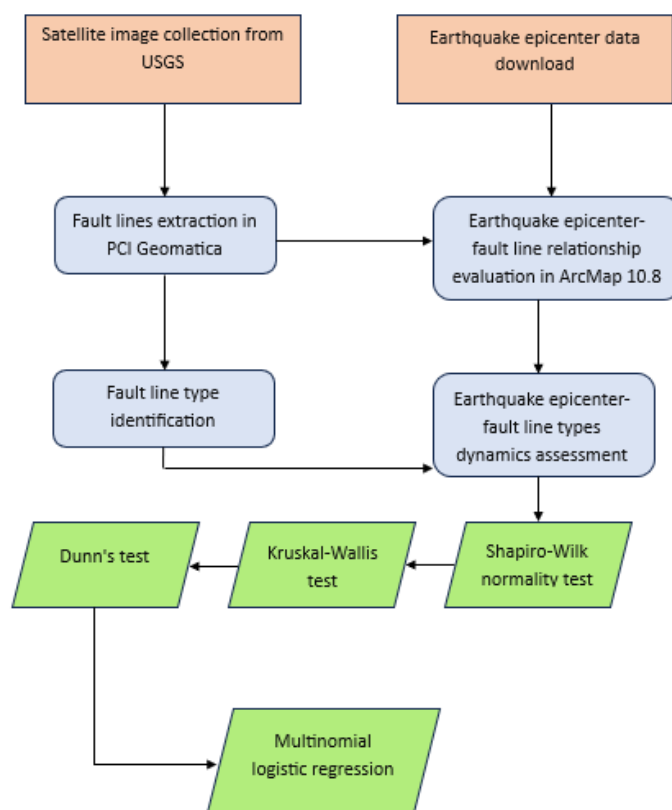 Satellite image collection from
USGS
Earthquake epicenter data
download
Fault lines extraction in
PCI Geomatica
Earthquake epicenter-
fault line relationship
evaluation in ArcMap 10.8
Fault line type
identification
Earthquake epicenter-
fault line types
dynamics assessment
Dunn's test
Kruskal-Wallis
test
Shapiro-Wilk
normality test
Multinomial
logistic regression